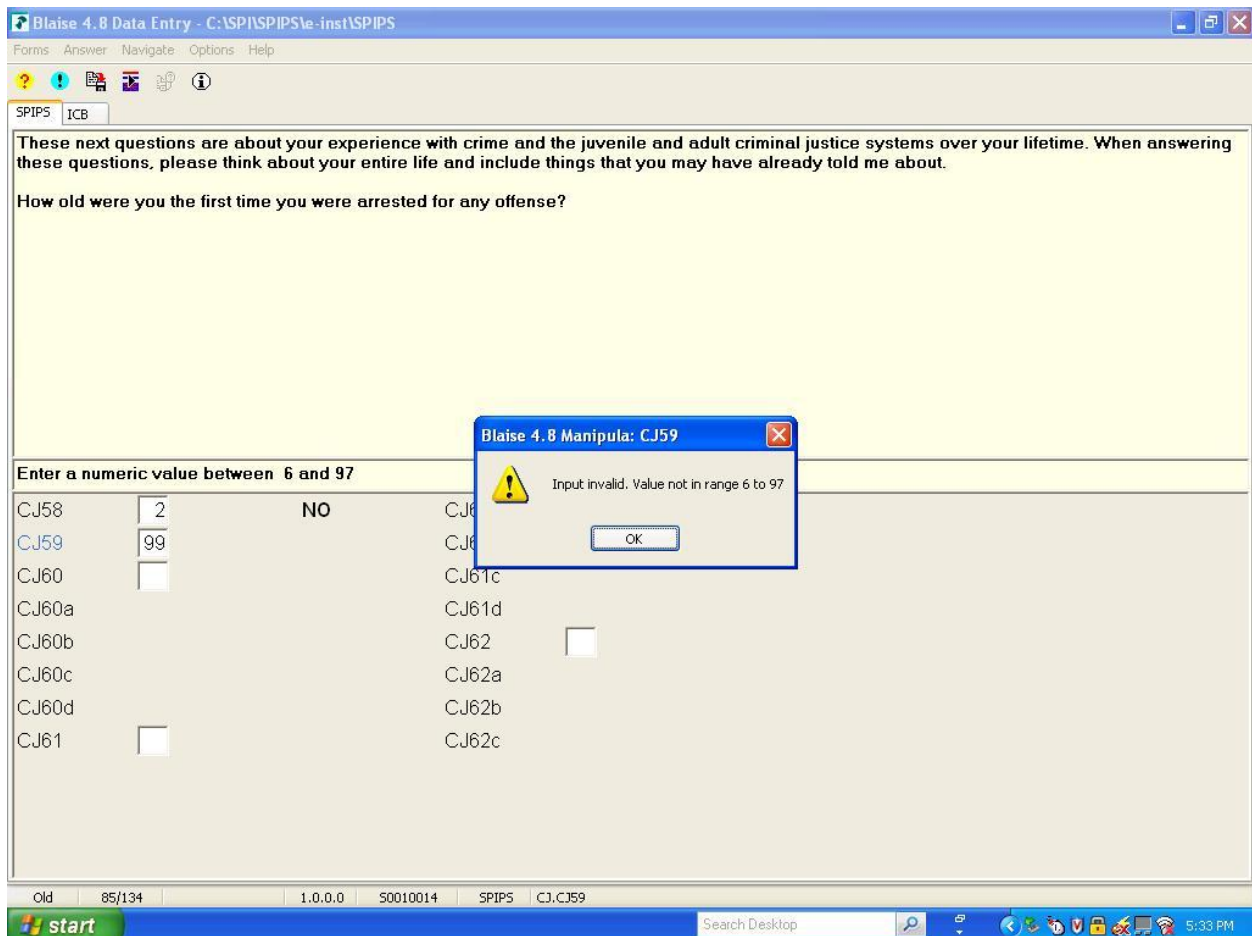 Blaise 4.8 Data Entry - C:\SPI\SPIPS\e-inst\SPIPS
Forms Answer Navigate Options Help
SPIPS ICB
These next questions are about your experience with crime and the juvenile and adult criminal justice systems over your lifetime. When answering
these questions, please think about your entire life and include things that you may have already told me about.
How old were you the first time you were arrested for any offense?
Blaise 4.8 Manipula: CJ59
Input invalid. Value not in range 6 to 97
OK
Enter a numeric value between 6 and 97
CJ58 2 NO
CJ59 99
CJ60 CJ61c
CJ60a CJ61d
CJ60b CJ62
CJ60c CJ62a
CJ60d CJ62b
CJ61 CJ62c
Old 85/134 1.0.0.0 S0010014 SPIPS CJ.CJ59
start Search Desktop 5:33 PM